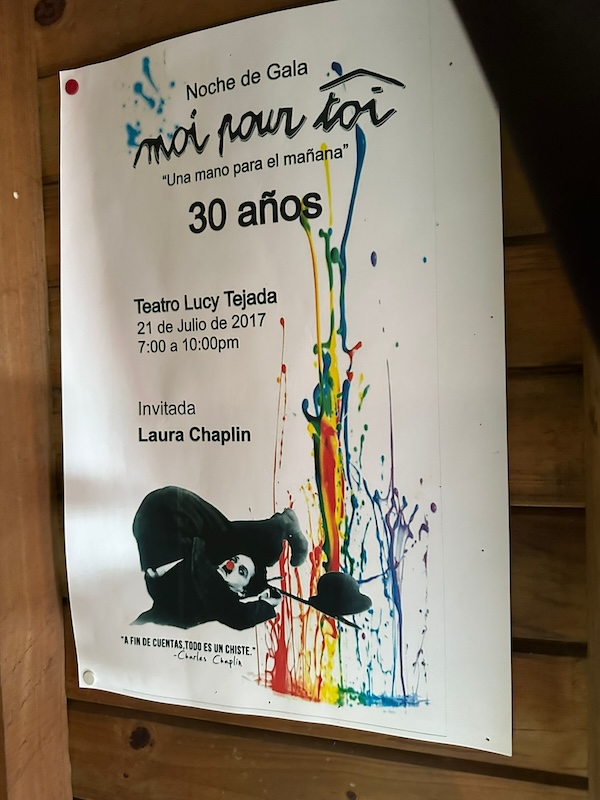 Noche de Gala
moi pour toî
"Una mano para el mañana"
30 años
Teatro Lucy Tejada
21 de Julio de 2017
7:00 a 10:00pm
Invitada
Laura Chaplin
"A FIN DE CUENTAS,TODO ES UN CHISTE."
-Charles Chaplin